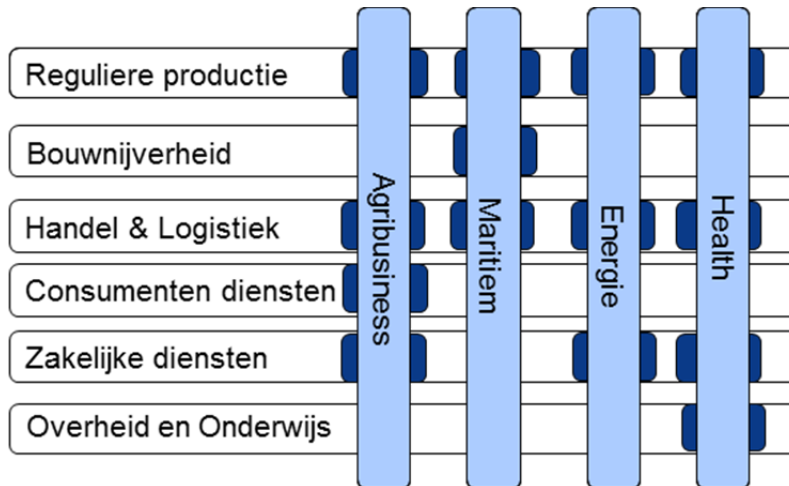 Reguliere productie
Bouwnijverheid
Handel & Logistiek
Consumenten diensten
Zakelijke diensten
Overheid en Onderwijs
Agribusiness
Maritiem
Energie
Health